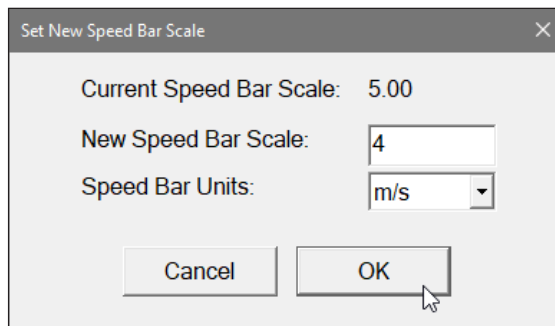 Set New Speed Bar Scale
Current Speed Bar Scale: 5.00
New Speed Bar Scale: 4
Speed Bar Units: m/s
Cancel OK